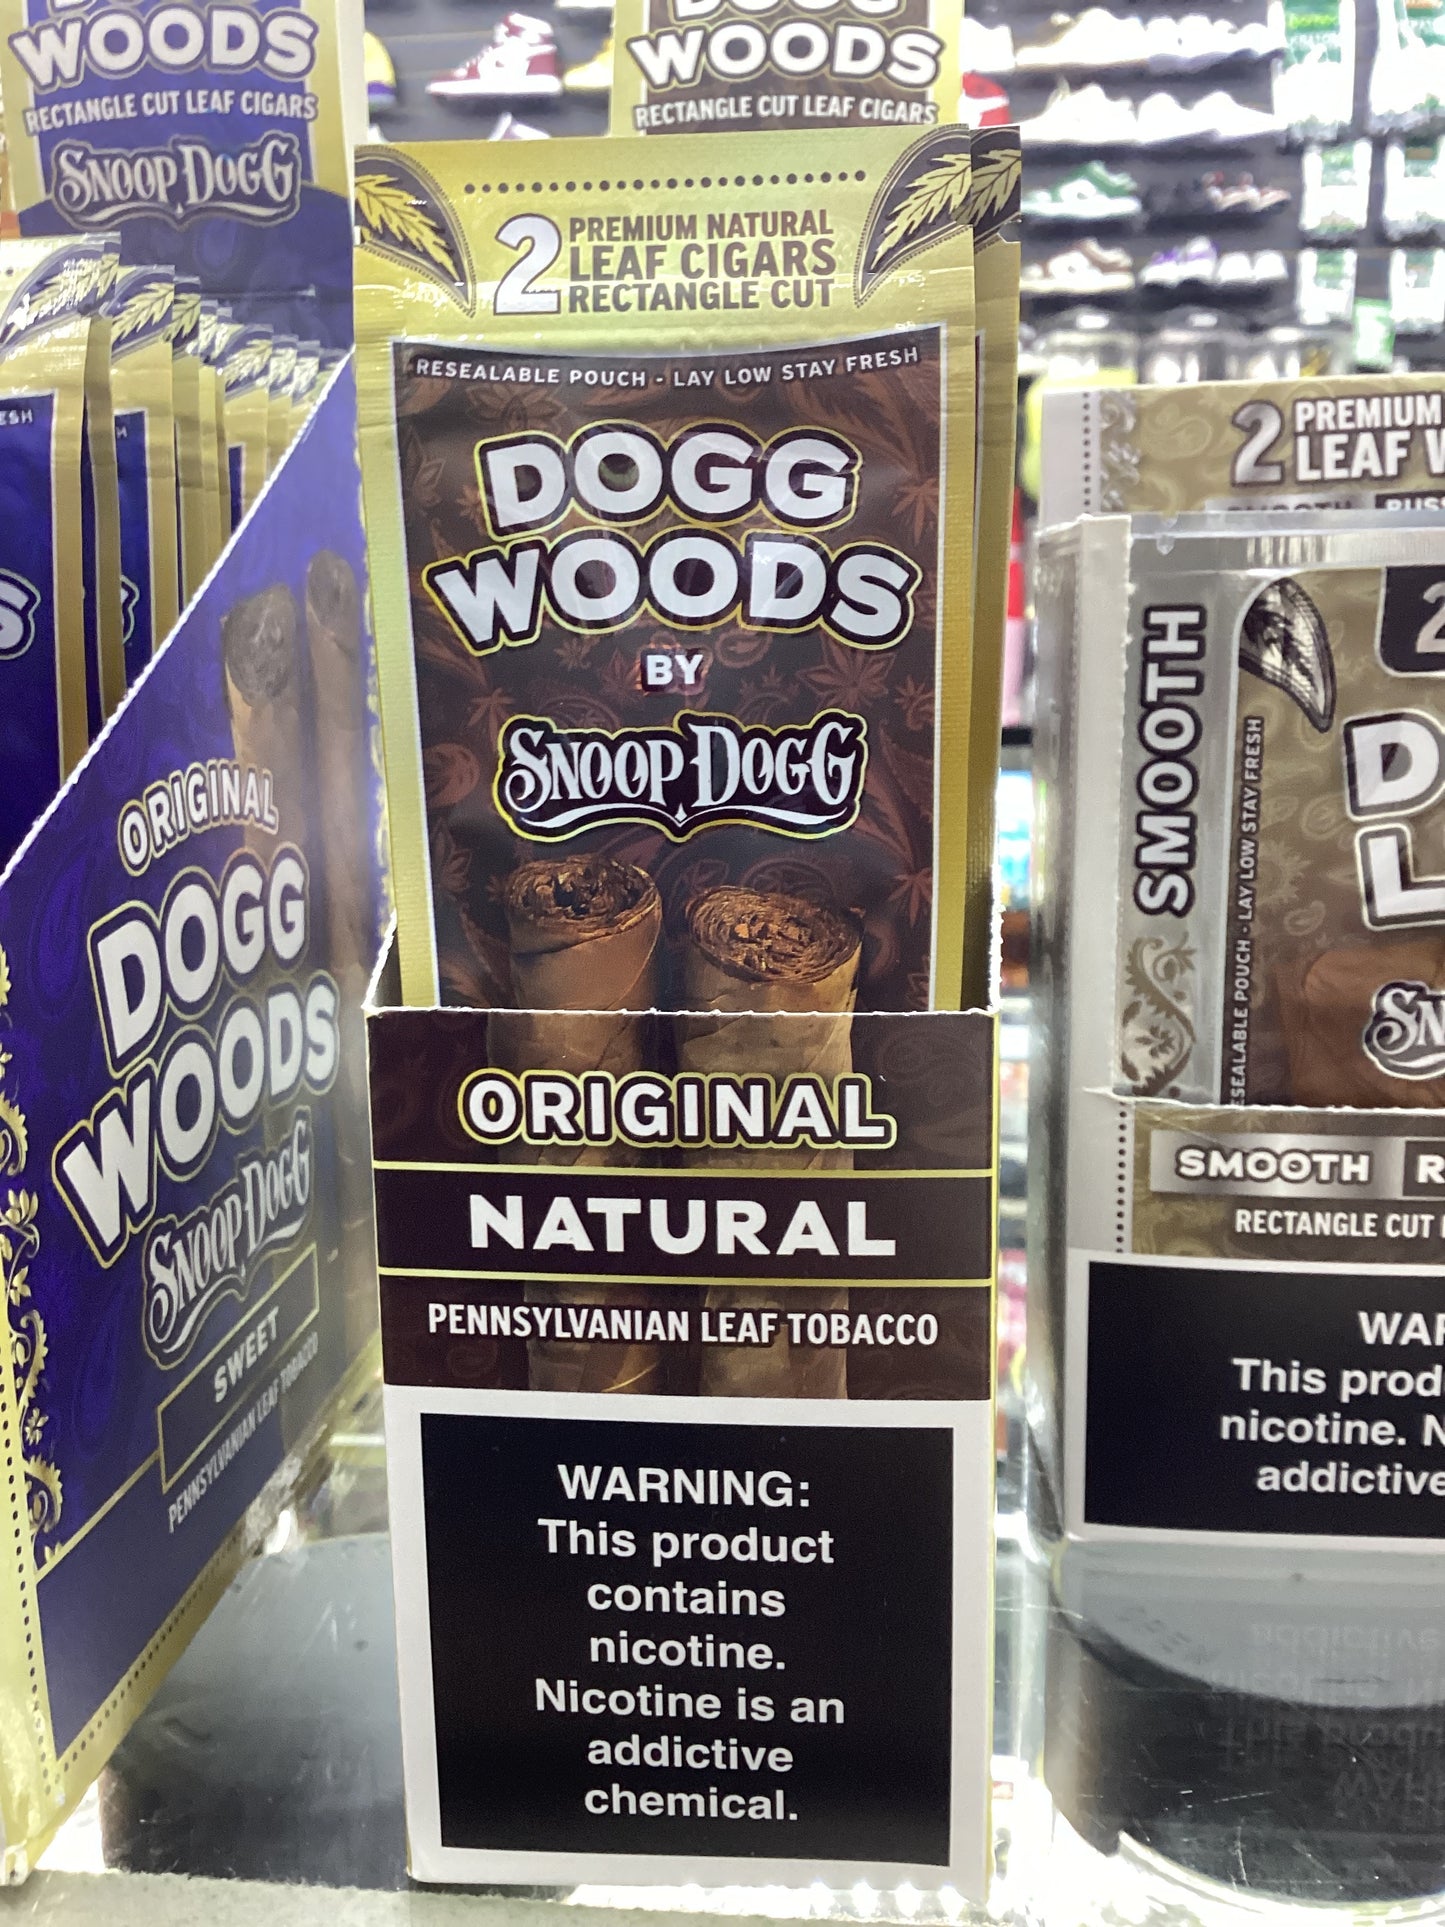 WOODS
RECTANGLE CUT LEAF CIGARS
SNOOP DOGG
WOODS
RECTANGLE CUT LEAF CIGARS
2 PREMIUM NATURAL
LEAF CIGARS
RECTANGLE CUT
RESEALABLE POUCH - LAY LOW STAY FRESH
DOGG
WOODS
BY
SNOOP DOGG
ORIGINAL
NATURAL
PENNSYLVANIAN LEAF TOBACCO
WARNING:
This product
contains
nicotine.
Nicotine is an
addictive
chemical.
ORIGINAL
DOGG
WOODS
SNOOP DOGG
SWEET
PENNSYLVANIAN LEAF TOBACCO
2 PREMIUM
LEAF
SMOOTH
LAY LOW STAY FRESH
RESEALABLE POUCH -
SMOOTH
RECTANGLE CUT
This
nicotine.
addictive